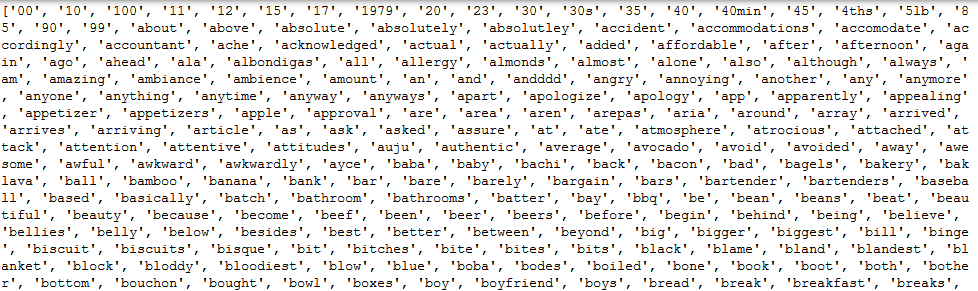 ['00', '10', '100', '11', '12', '15', '17', '1979', '20', '23', '30', '30s', '35', '40', '40min', '45', '4ths', '5lb', '8
5', '90', '99', 'about', 'above', 'absolute', 'absolutely', 'absolutley', 'accident', 'accommodations', 'accomodate', 'ac
cordingly', 'accountant', 'ache', 'acknowledged', 'actual', 'actually', 'added', 'affordable', 'after', 'afternoon', 'aga
in', 'ago', 'ahead', 'ala', 'albondigas', 'all', 'allergy', 'almonds', 'almost', 'alone', 'also', 'although', 'always', '
am', 'amazing', 'ambiance', 'ambience', 'amount', 'an', 'and', 'andddd', 'angry', 'annoying', 'another', 'any', 'anymore'
, 'anyone', 'anything', 'anytime', 'anyway', 'anyways', 'apart', 'apologize', 'apology', 'app', 'apparently', 'appealing'
, 'appetizer', 'appetizers', 'apple', 'approval', 'are', 'area', 'aren', 'arepas', 'aria', 'around', 'array', 'arrived',
'arrives', 'arriving', 'article', 'as', 'ask', 'asked', 'assure', 'at', 'ate', 'atmosphere', 'atrocious', 'attached', 'at
tack', 'attention', 'attentive', 'attitudes', 'auju', 'authentic', 'average', 'avocado', 'avoid', 'avoided', 'away', 'awe
some', 'awful', 'awkward', 'awkwardly', 'ayce', 'baba', 'baby', 'bachi', 'back', 'bacon', 'bad', 'bagels', 'bakery', 'bak
lava', 'ball', 'bamboo', 'banana', 'bank', 'bar', 'bare', 'barely', 'bargain', 'bars', 'bartender', 'bartenders', 'baseba
ll', 'based', 'basically', 'batch', 'bathroom', 'bathrooms', 'batter', 'bay', 'bbq', 'be', 'bean', 'beans', 'beat', 'beau
tiful', 'beauty', 'because', 'become', 'beef', 'been', 'beer', 'beers', 'before', 'begin', 'behind', 'being', 'believe',
'bellies', 'belly', 'below', 'besides', 'best', 'better', 'between', 'beyond', 'big', 'bigger', 'biggest', 'bill', 'binge
', 'biscuit', 'biscuits', 'bisque', 'bit', 'bitches', 'bite', 'bites', 'bits', 'black', 'blame', 'bland', 'blandest', 'bl
anket', 'block', 'bloddy', 'bloodiest', 'blow', 'blue', 'boba', 'bodes', 'boiled', 'bone', 'book', 'boot', 'both', 'bothe
r', 'bottom', 'bouchon', 'bought', 'bowl', 'boxes', 'boy', 'boyfriend', 'boys', 'bread', 'break', 'breakfast', 'breaks',